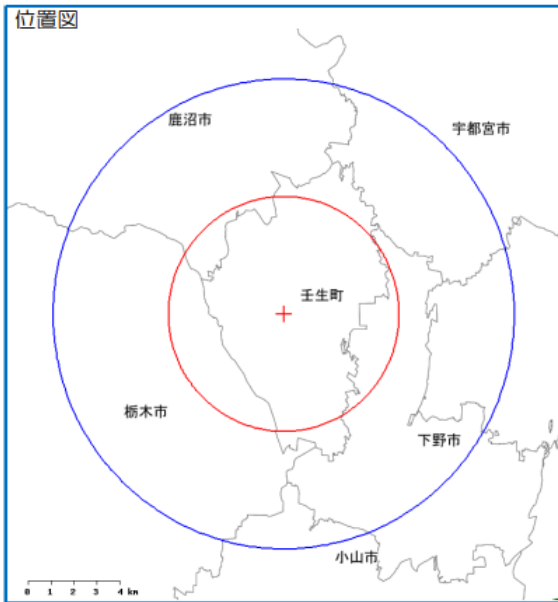 位置図
鹿沼市
宇都宮市
壬生町
栃木市
下野市
小山市
0 1 2 3 4 km